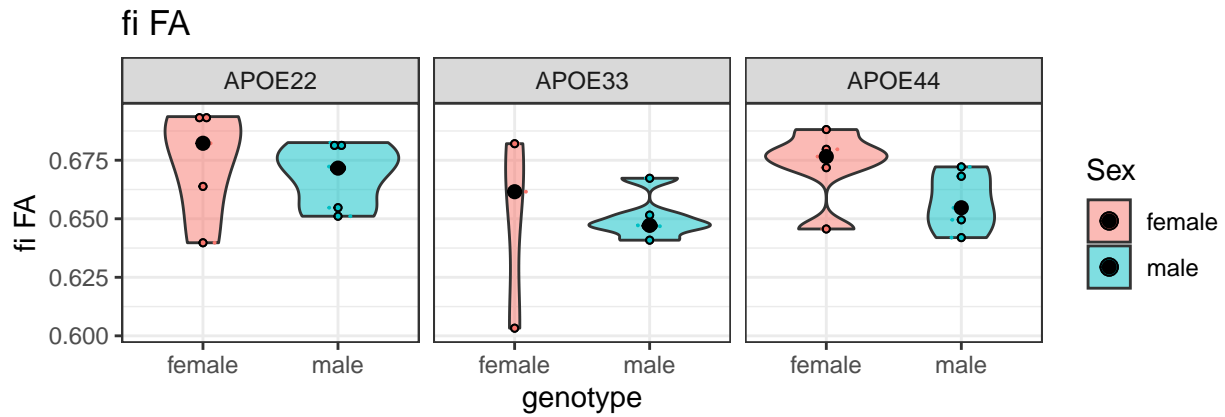 fi FA
APOE22 APOE33 APOE44
0.675
0.650
0.625
0.600
fi FA
female male female male female male
genotype
Sex
female
male